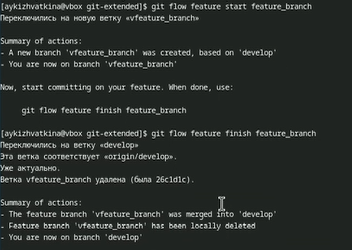 [aykizhvatkina@vbox git-extended]$ git flow feature start feature_branch
Переключились на новую ветку «vfeature_branch»

Summary of actions:
- A new branch 'vfeature_branch' was created, based on 'develop'
- You are now on branch 'vfeature_branch'

Now, start committing on your feature. When done, use:

git flow feature finish feature_branch

[aykizhvatkina@vbox git-extended]$ git flow feature finish feature_branch
Переключились на ветку «develop»
Эта ветка соответствует «origin/develop».
Уже актуально.
Ветка vfeature_branch удалена (была 26c1d1c).

Summary of actions:
- The feature branch 'vfeature_branch' was merged into 'develop'
- Feature branch 'vfeature_branch' has been locally deleted
- You are now on branch 'develop'